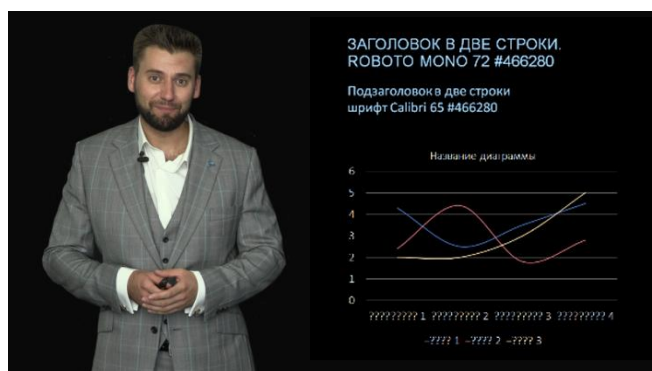 ЗАГОЛОВОК В ДВЕ СТРОКИ.
ROBOTO MONO 72 #466280
Подзаголовок в две строки
шрифт Calibri 65 #466280
Название диаграммы
6
5
4
3
2
1
0
????????? 1 ????????? 2 ????????? 3 ????????? 4
–???? 1 –???? 2 –???? 3